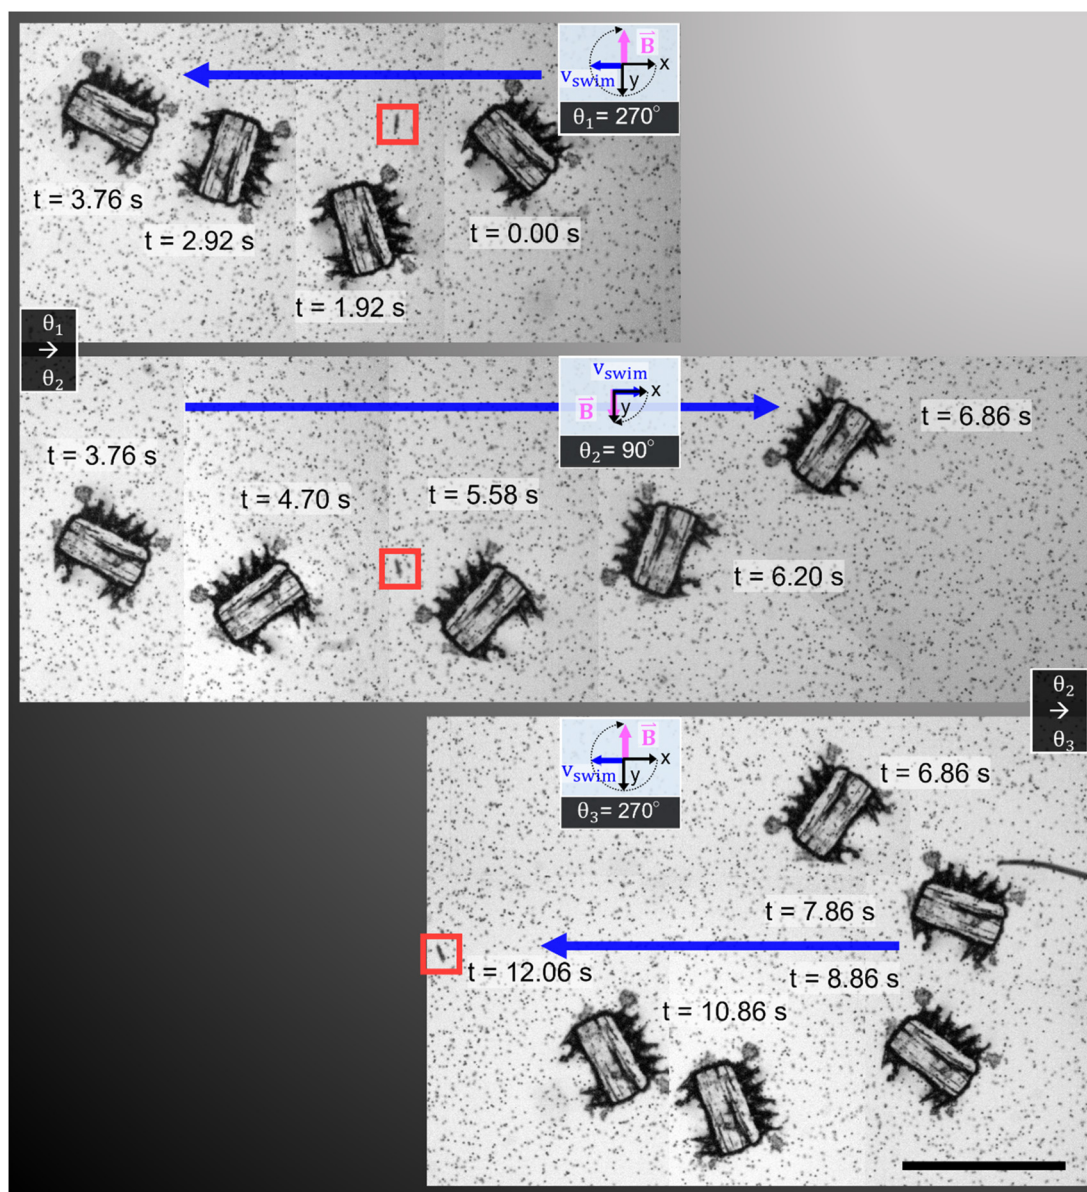 B⃗
v_swim
x
y
θ₁ = 270°
t = 3.76 s
t = 2.92 s
t = 0.00 s
t = 1.92 s
θ₁
→
θ₂
v_swim
x
B⃗
y
θ₂= 90°
t = 6.86 s
t = 3.76 s
t = 4.70 s
t = 5.58 s
t = 6.20 s
θ₂
→
θ₃
B⃗
x
v_swim
y
θ₃= 270°
t = 6.86 s
t = 7.86 s
t = 12.06 s
t = 8.86 s
t = 10.86 s